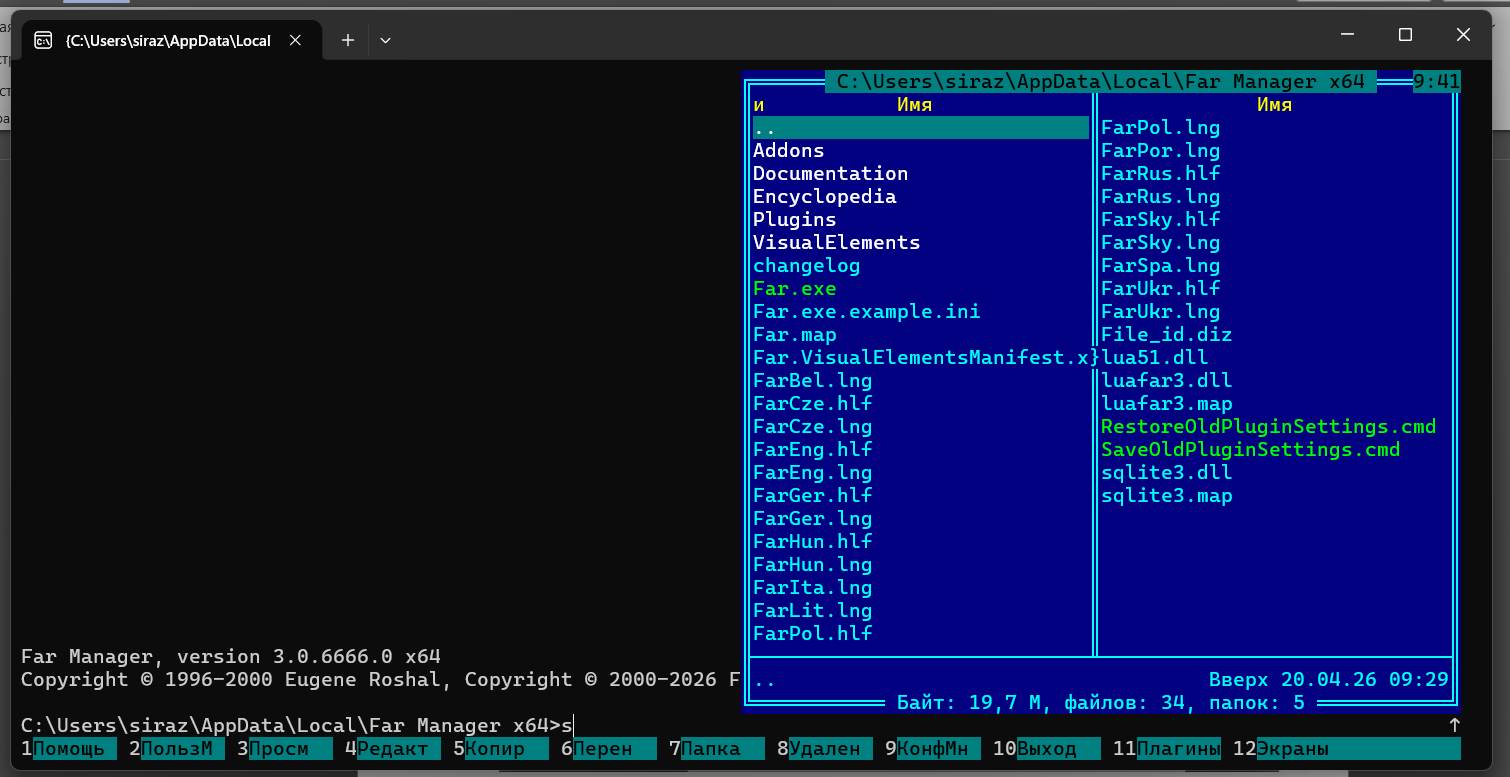 {C:\Users\siraz\AppData\Local
C:\Users\siraz\AppData\Local\Far Manager x64
9:41
и Имя Имя
.. FarPol.lng
Addons FarPor.lng
Documentation FarRus.hlf
Encyclopedia FarRus.lng
Plugins FarSky.hlf
VisualElements FarSky.lng
changelog FarSpa.lng
Far.exe FarUkr.hlf
Far.exe.example.ini FarUkr.lng
Far.map File_id.diz
Far.VisualElementsManifest.x}lua51.dll
FarBel.lng luafar3.dll
FarCze.hlf luafar3.map
FarCze.lng RestoreOldPluginSettings.cmd
FarEng.hlf SaveOldPluginSettings.cmd
FarEng.lng sqlite3.dll
FarGer.hlf sqlite3.map
FarGer.lng
FarHun.hlf
FarHun.lng
FarIta.lng
FarLit.lng
FarPol.hlf
Far Manager, version 3.0.6666.0 x64
Copyright © 1996-2000 Eugene Roshal, Copyright © 2000-2026 F
.. Вверх 20.04.26 09:29
Байт: 19,7 М, файлов: 34, папок: 5
C:\Users\siraz\AppData\Local\Far Manager x64>s
1Помощь 2ПользМ 3Просм 4Редакт 5Копир 6Перен 7Папка 8Удален 9КонфМн 10Выход 11Плагины 12Экраны